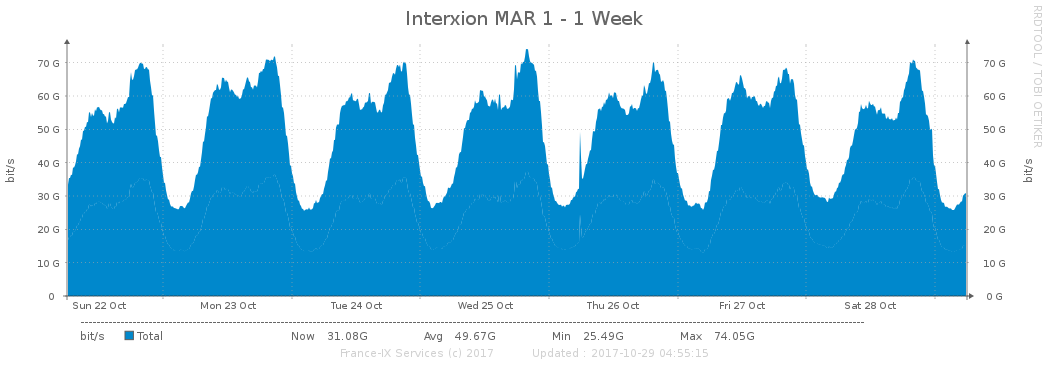 Interxion MAR 1 - 1 Week
RRDTOOL / TOBI OETIKER
bit/s
70 G
60 G
50 G
40 G
30 G
20 G
10 G
0
70 G
60 G
50 G
40 G
30 G
20 G
10 G
0 G
bit/s
Sun 22 Oct Mon 23 Oct Tue 24 Oct Wed 25 Oct Thu 26 Oct Fri 27 Oct Sat 28 Oct
bit/s Total Now 31.08G Avg 49.67G Min 25.49G Max 74.05G
France-IX Services (c) 2017 Updated : 2017-10-29 04:55:15